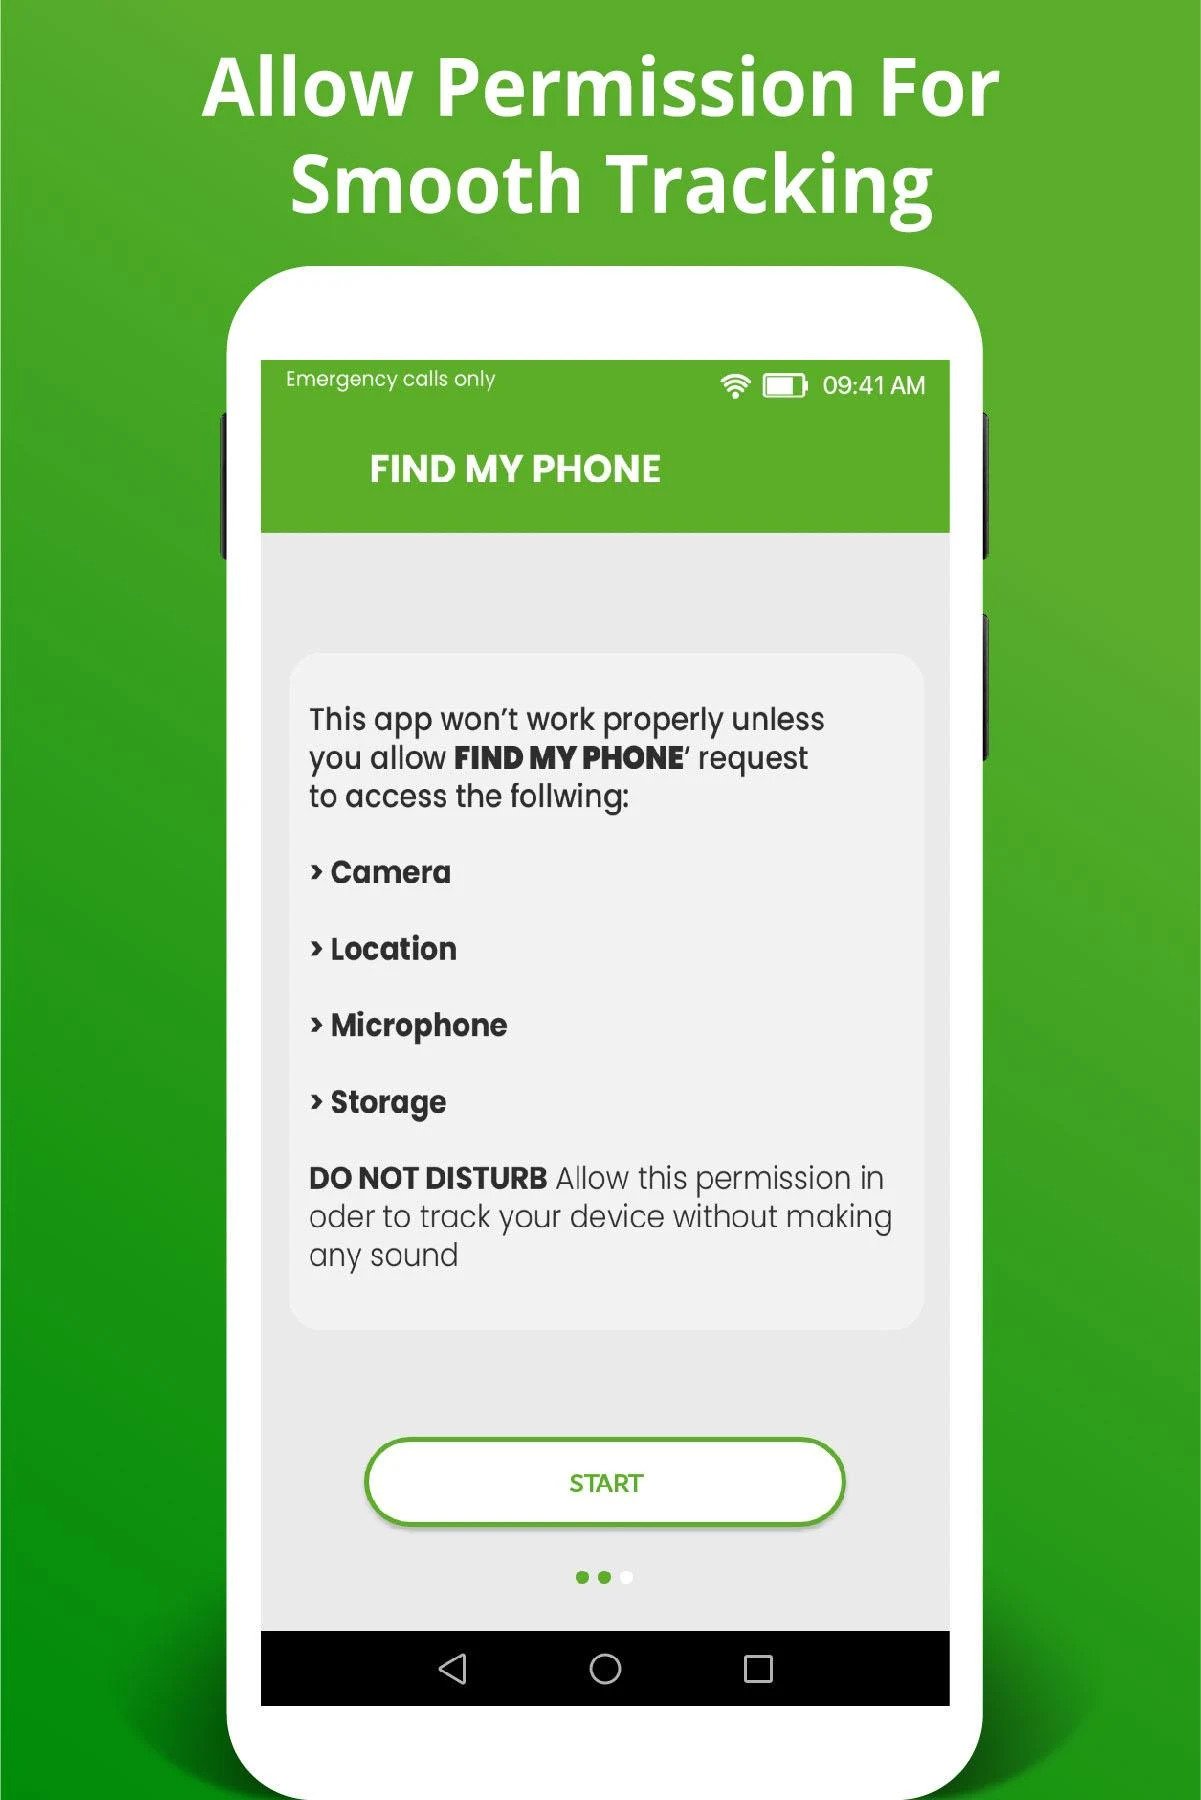 Allow Permission For
Smooth Tracking
Emergency calls only
09:41 AM
FIND MY PHONE
This app won’t work properly unless
you allow FIND MY PHONE‘ request
to access the follwing:
› Camera
› Location
› Microphone
› Storage
DO NOT DISTURB Allow this permission in
oder to track your device without making
any sound
START